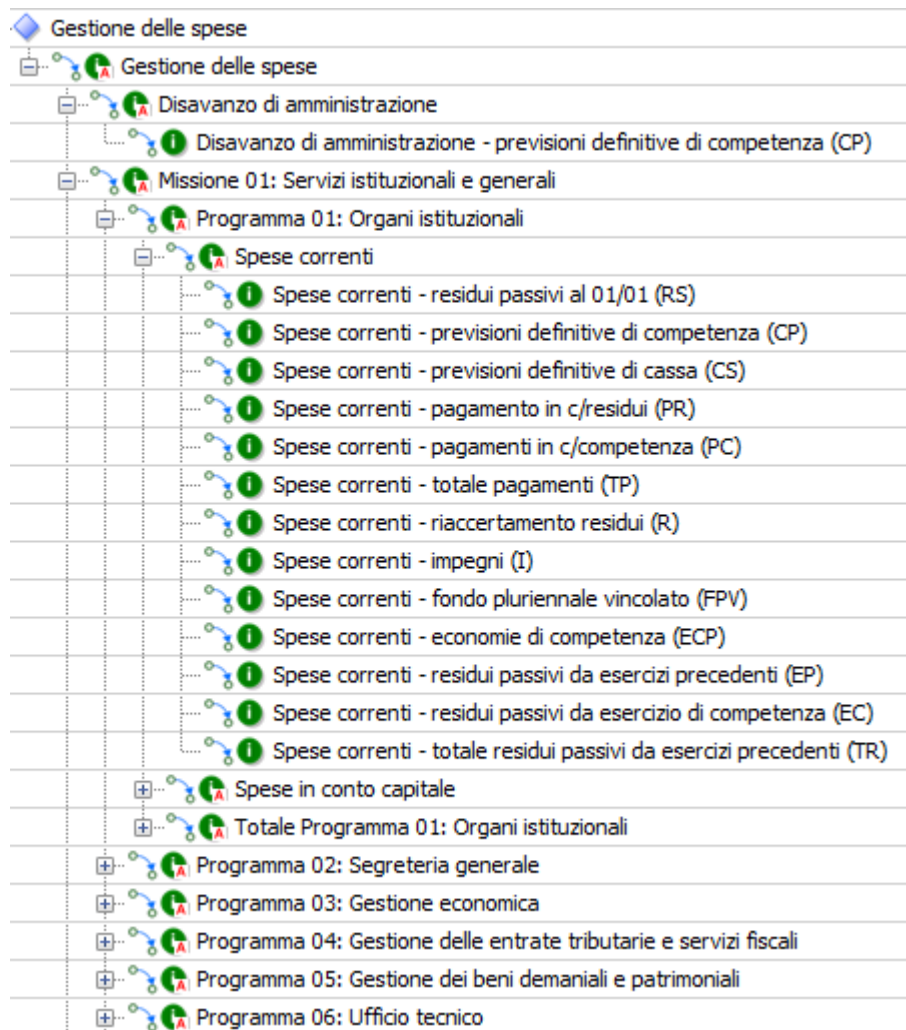 Gestione delle spese
Gestione delle spese
Disavanzo di amministrazione
Disavanzo di amministrazione - previsioni definitive di competenza (CP)
Missione 01: Servizi istituzionali e generali
Programma 01: Organi istituzionali
Spese correnti
Spese correnti - residui passivi al 01/01 (RS)
Spese correnti - previsioni definitive di competenza (CP)
Spese correnti - previsioni definitive di cassa (CS)
Spese correnti - pagamento in c/residui (PR)
Spese correnti - pagamenti in c/competenza (PC)
Spese correnti - totale pagamenti (TP)
Spese correnti - riaccertamento residui (R)
Spese correnti - impegni (I)
Spese correnti - fondo pluriennale vincolato (FPV)
Spese correnti - economie di competenza (ECP)
Spese correnti - residui passivi da esercizi precedenti (EP)
Spese correnti - residui passivi da esercizio di competenza (EC)
Spese correnti - totale residui passivi da esercizi precedenti (TR)
Spese in conto capitale
Totale Programma 01: Organi istituzionali
Programma 02: Segreteria generale
Programma 03: Gestione economica
Programma 04: Gestione delle entrate tributarie e servizi fiscali
Programma 05: Gestione dei beni demaniali e patrimoniali
Programma 06: Ufficio tecnico